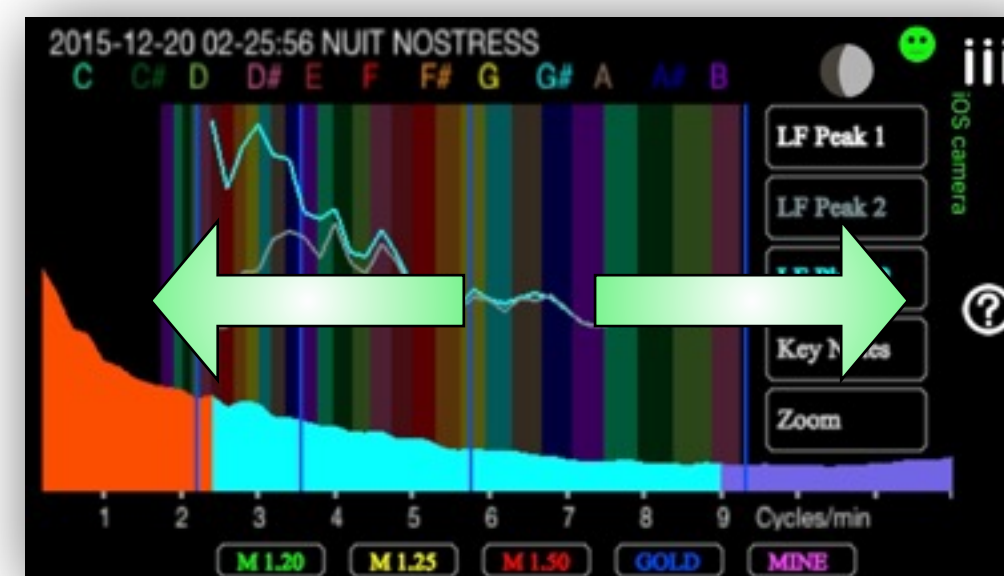 2015-12-20 02-25:56 NUIT NOSTRESS
C C# D D# E F F# G G# A A# B
iOS camera
LF Peak 1
LF Peak 2
Key
Zoom
?
1 2 3 4 5 6 7 8 9 Cycles/min
M 1.20 M 1.25 M 1.50 GOLD MINE